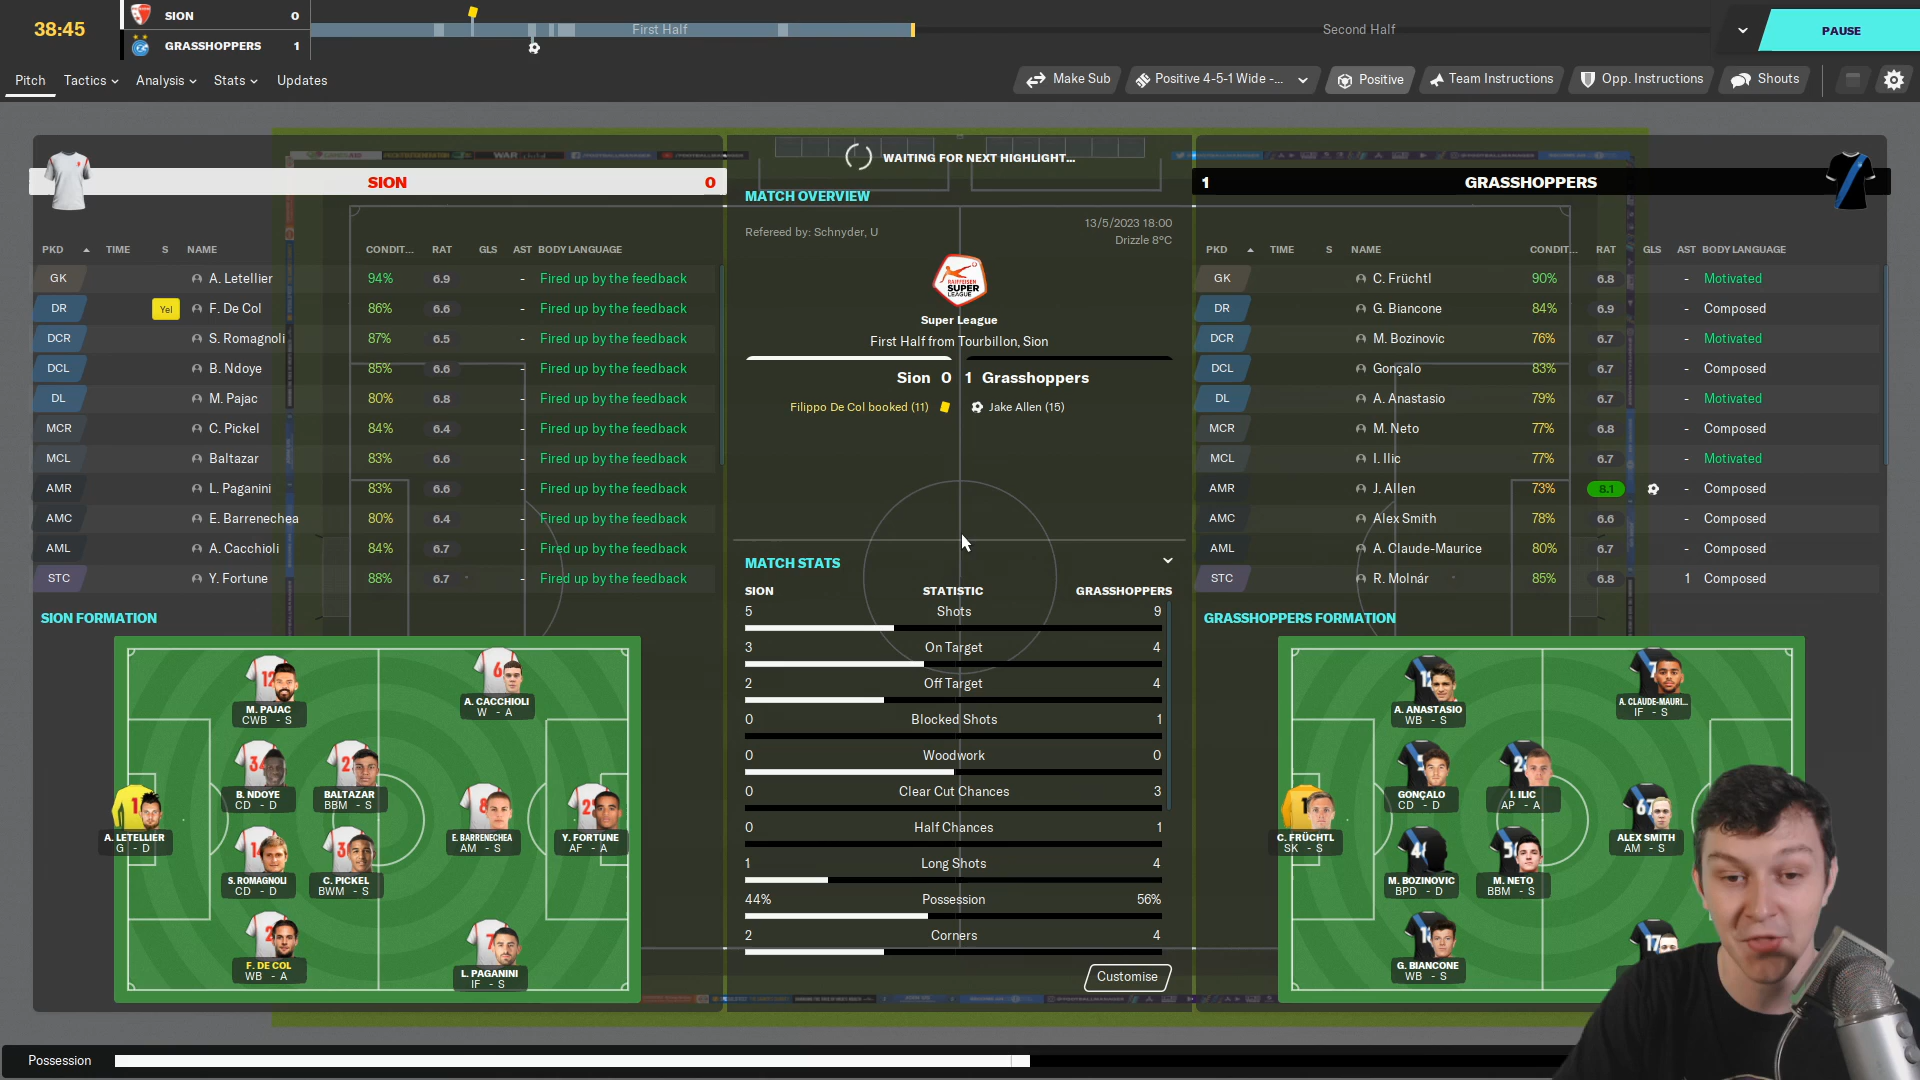 38:45
SION 0
GRASSHOPPERS 1
First Half
Second Half
PAUSE
Pitch
Tactics
Analysis
Stats
Updates
Make Sub
Positive 4-5-1 Wide -...
Positive
Team Instructions
Opp. Instructions
Shouts
WAITING FOR NEXT HIGHLIGHT...
SION 0
1 GRASSHOPPERS
PKD TIME S NAME CONDIT... RAT GLS AST BODY LANGUAGE
GK A. Letellier 94% 6.9 - Fired up by the feedback
DR Yel F. De Col 86% 6.6 - Fired up by the feedback
DCR S. Romagnoli 87% 6.5 - Fired up by the feedback
DCL B. Ndoye 85% 6.6 - Fired up by the feedback
DL M. Pajac 80% 6.8 - Fired up by the feedback
MCR C. Pickel 84% 6.4 - Fired up by the feedback
MCL Baltazar 83% 6.6 - Fired up by the feedback
AMR L. Paganini 83% 6.6 - Fired up by the feedback
AMC E. Barrenechea 80% 6.4 - Fired up by the feedback
AML A. Cacchioli 84% 6.7 - Fired up by the feedback
STC Y. Fortune 88% 6.7 - Fired up by the feedback
SION FORMATION
12
M. PAJAC
CWB - S
6
A. CACCHIOLI
W - A
34
B. NDOYE
CD - D
BALTAZAR
BBM - S
A. LETELLIER
G - D
8
E. BARRENECHEA
AM - S
Y. FORTUNE
AF - A
S. ROMAGNOLI
CD - D
C. PICKEL
BWM - S
F. DE COL
WB - A
7
L. PAGANINI
IF - S
MATCH OVERVIEW
Refereed by: Schnyder, U
13/5/2023 18:00
Drizzle 8°C
RAIFFEISEN
SUPER
LEAGUE
Super League
First Half from Tourbillon, Sion
Sion 0 1 Grasshoppers
Filippo De Col booked (11)
Jake Allen (15)
MATCH STATS
SION STATISTIC GRASSHOPPERS
5 Shots 9
3 On Target 4
2 Off Target 4
0 Blocked Shots 1
0 Woodwork 0
0 Clear Cut Chances 3
0 Half Chances 1
1 Long Shots 4
44% Possession 56%
2 Corners 4
Customise
PKD TIME S NAME CONDIT... RAT GLS AST BODY LANGUAGE
GK C. Früchtl 90% 6.8 - Motivated
DR G. Biancone 84% 6.9 - Composed
DCR M. Bozinovic 76% 6.7 - Motivated
DCL Gonçalo 83% 6.7 - Composed
DL A. Anastasio 79% 6.7 - Motivated
MCR M. Neto 77% 6.8 - Composed
MCL I. Ilic 77% 6.7 - Motivated
AMR J. Allen 73% 8.1 - Composed
AMC Alex Smith 78% 6.6 - Composed
AML A. Claude-Maurice 80% 6.7 - Composed
STC R. Molnár 85% 6.8 1 Composed
GRASSHOPPERS FORMATION
A. ANASTASIO
WB - S
A. CLAUDE-MAURI...
IF - S
GONÇALO
CD - D
I. ILIC
AP - A
C. FRÜCHTL
SK - S
67
ALEX SMITH
AM - S
M. BOZINOVIC
BPD - D
M. NETO
BBM - S
G. BIANCONE
WB - S
17
Possession